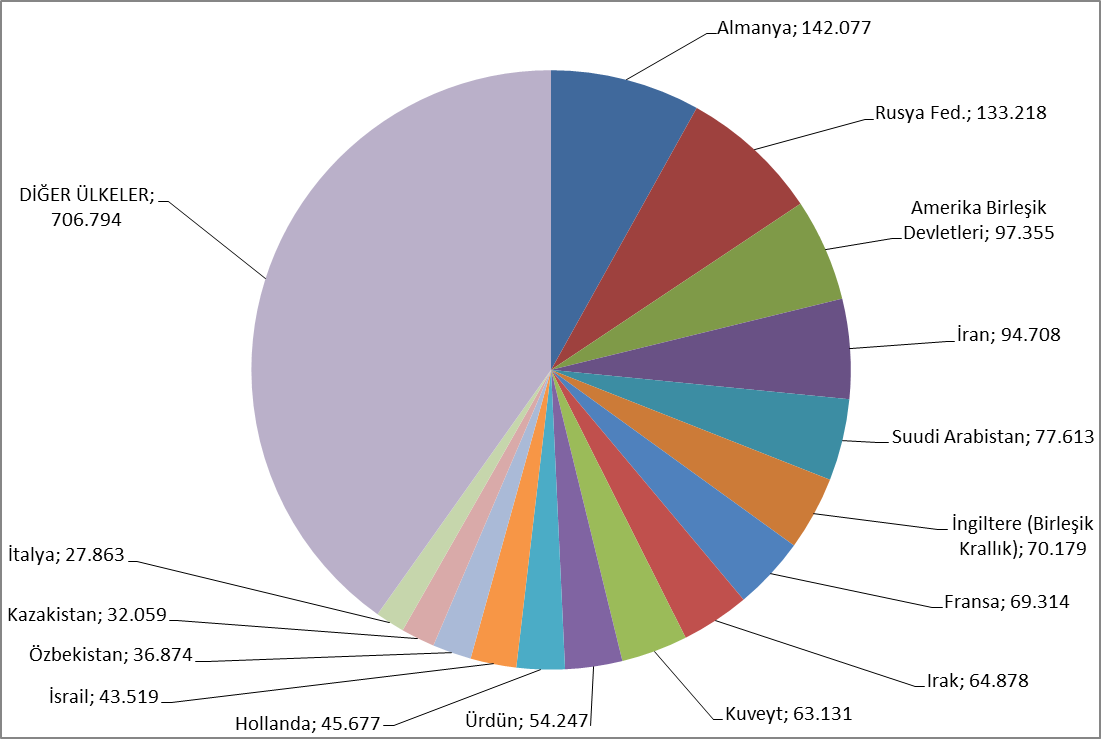 Almanya; 142.077
Rusya Fed.; 133.218
Amerika Birleşik
Devletleri; 97.355
İran; 94.708
Suudi Arabistan; 77.613
İngiltere (Birleşik
Krallık); 70.179
Fransa; 69.314
Irak; 64.878
Kuveyt; 63.131
Ürdün; 54.247
Hollanda; 45.677
İsrail; 43.519
Özbekistan; 36.874
Kazakistan; 32.059
İtalya; 27.863
DİĞER ÜLKELER;
706.794